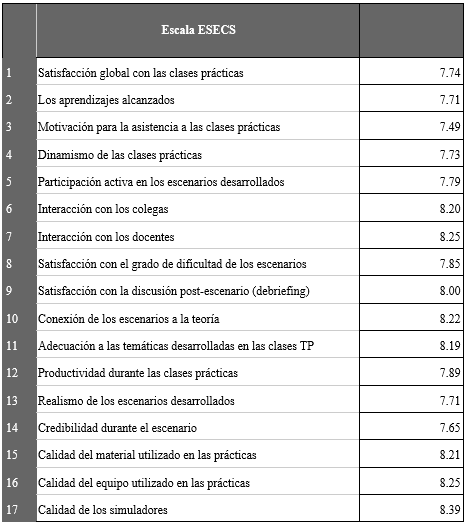 Escala ESECS
1 Satisfacción global con las clases prácticas 7.74
2 Los aprendizajes alcanzados 7.71
3 Motivación para la asistencia a las clases prácticas 7.49
4 Dinamismo de las clases prácticas 7.73
5 Participación activa en los escenarios desarrollados 7.79
6 Interacción con los colegas 8.20
7 Interacción con los docentes 8.25
8 Satisfacción con el grado de dificultad de los escenarios 7.85
9 Satisfacción con la discusión post-escenario (debriefing) 8.00
10 Conexión de los escenarios a la teoría 8.22
11 Adecuación a las temáticas desarrolladas en las clases TP 8.19
12 Productividad durante las clases prácticas 7.89
13 Realismo de los escenarios desarrollados 7.71
14 Credibilidad durante el escenario 7.65
15 Calidad del material utilizado en las prácticas 8.21
16 Calidad del equipo utilizado en las prácticas 8.25
17 Calidad de los simuladores 8.39